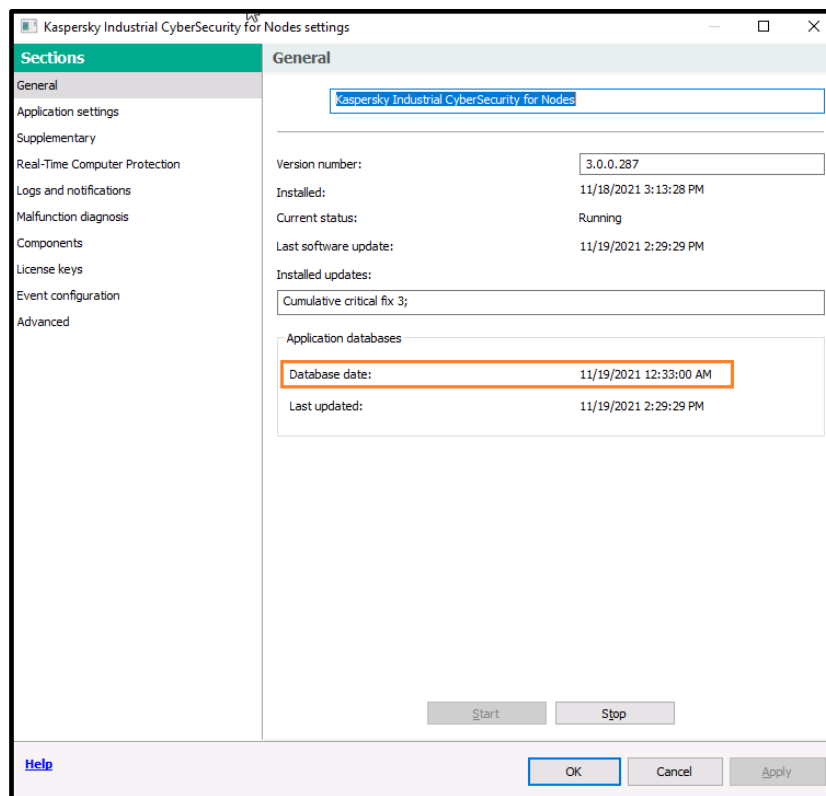 Kaspersky Industrial CyberSecurity for Nodes settings
Sections
General
Application settings
Supplementary
Real-Time Computer Protection
Logs and notifications
Malfunction diagnosis
Components
License keys
Event configuration
Advanced
General
Kaspersky Industrial CyberSecurity for Nodes
Version number: 3.0.0.287
Installed: 11/18/2021 3:13:28 PM
Current status: Running
Last software update: 11/19/2021 2:29:29 PM
Installed updates:
Cumulative critical fix 3;
Application databases
Database date: 11/19/2021 12:33:00 AM
Last updated: 11/19/2021 2:29:29 PM
Start Stop
Help
OK Cancel Apply